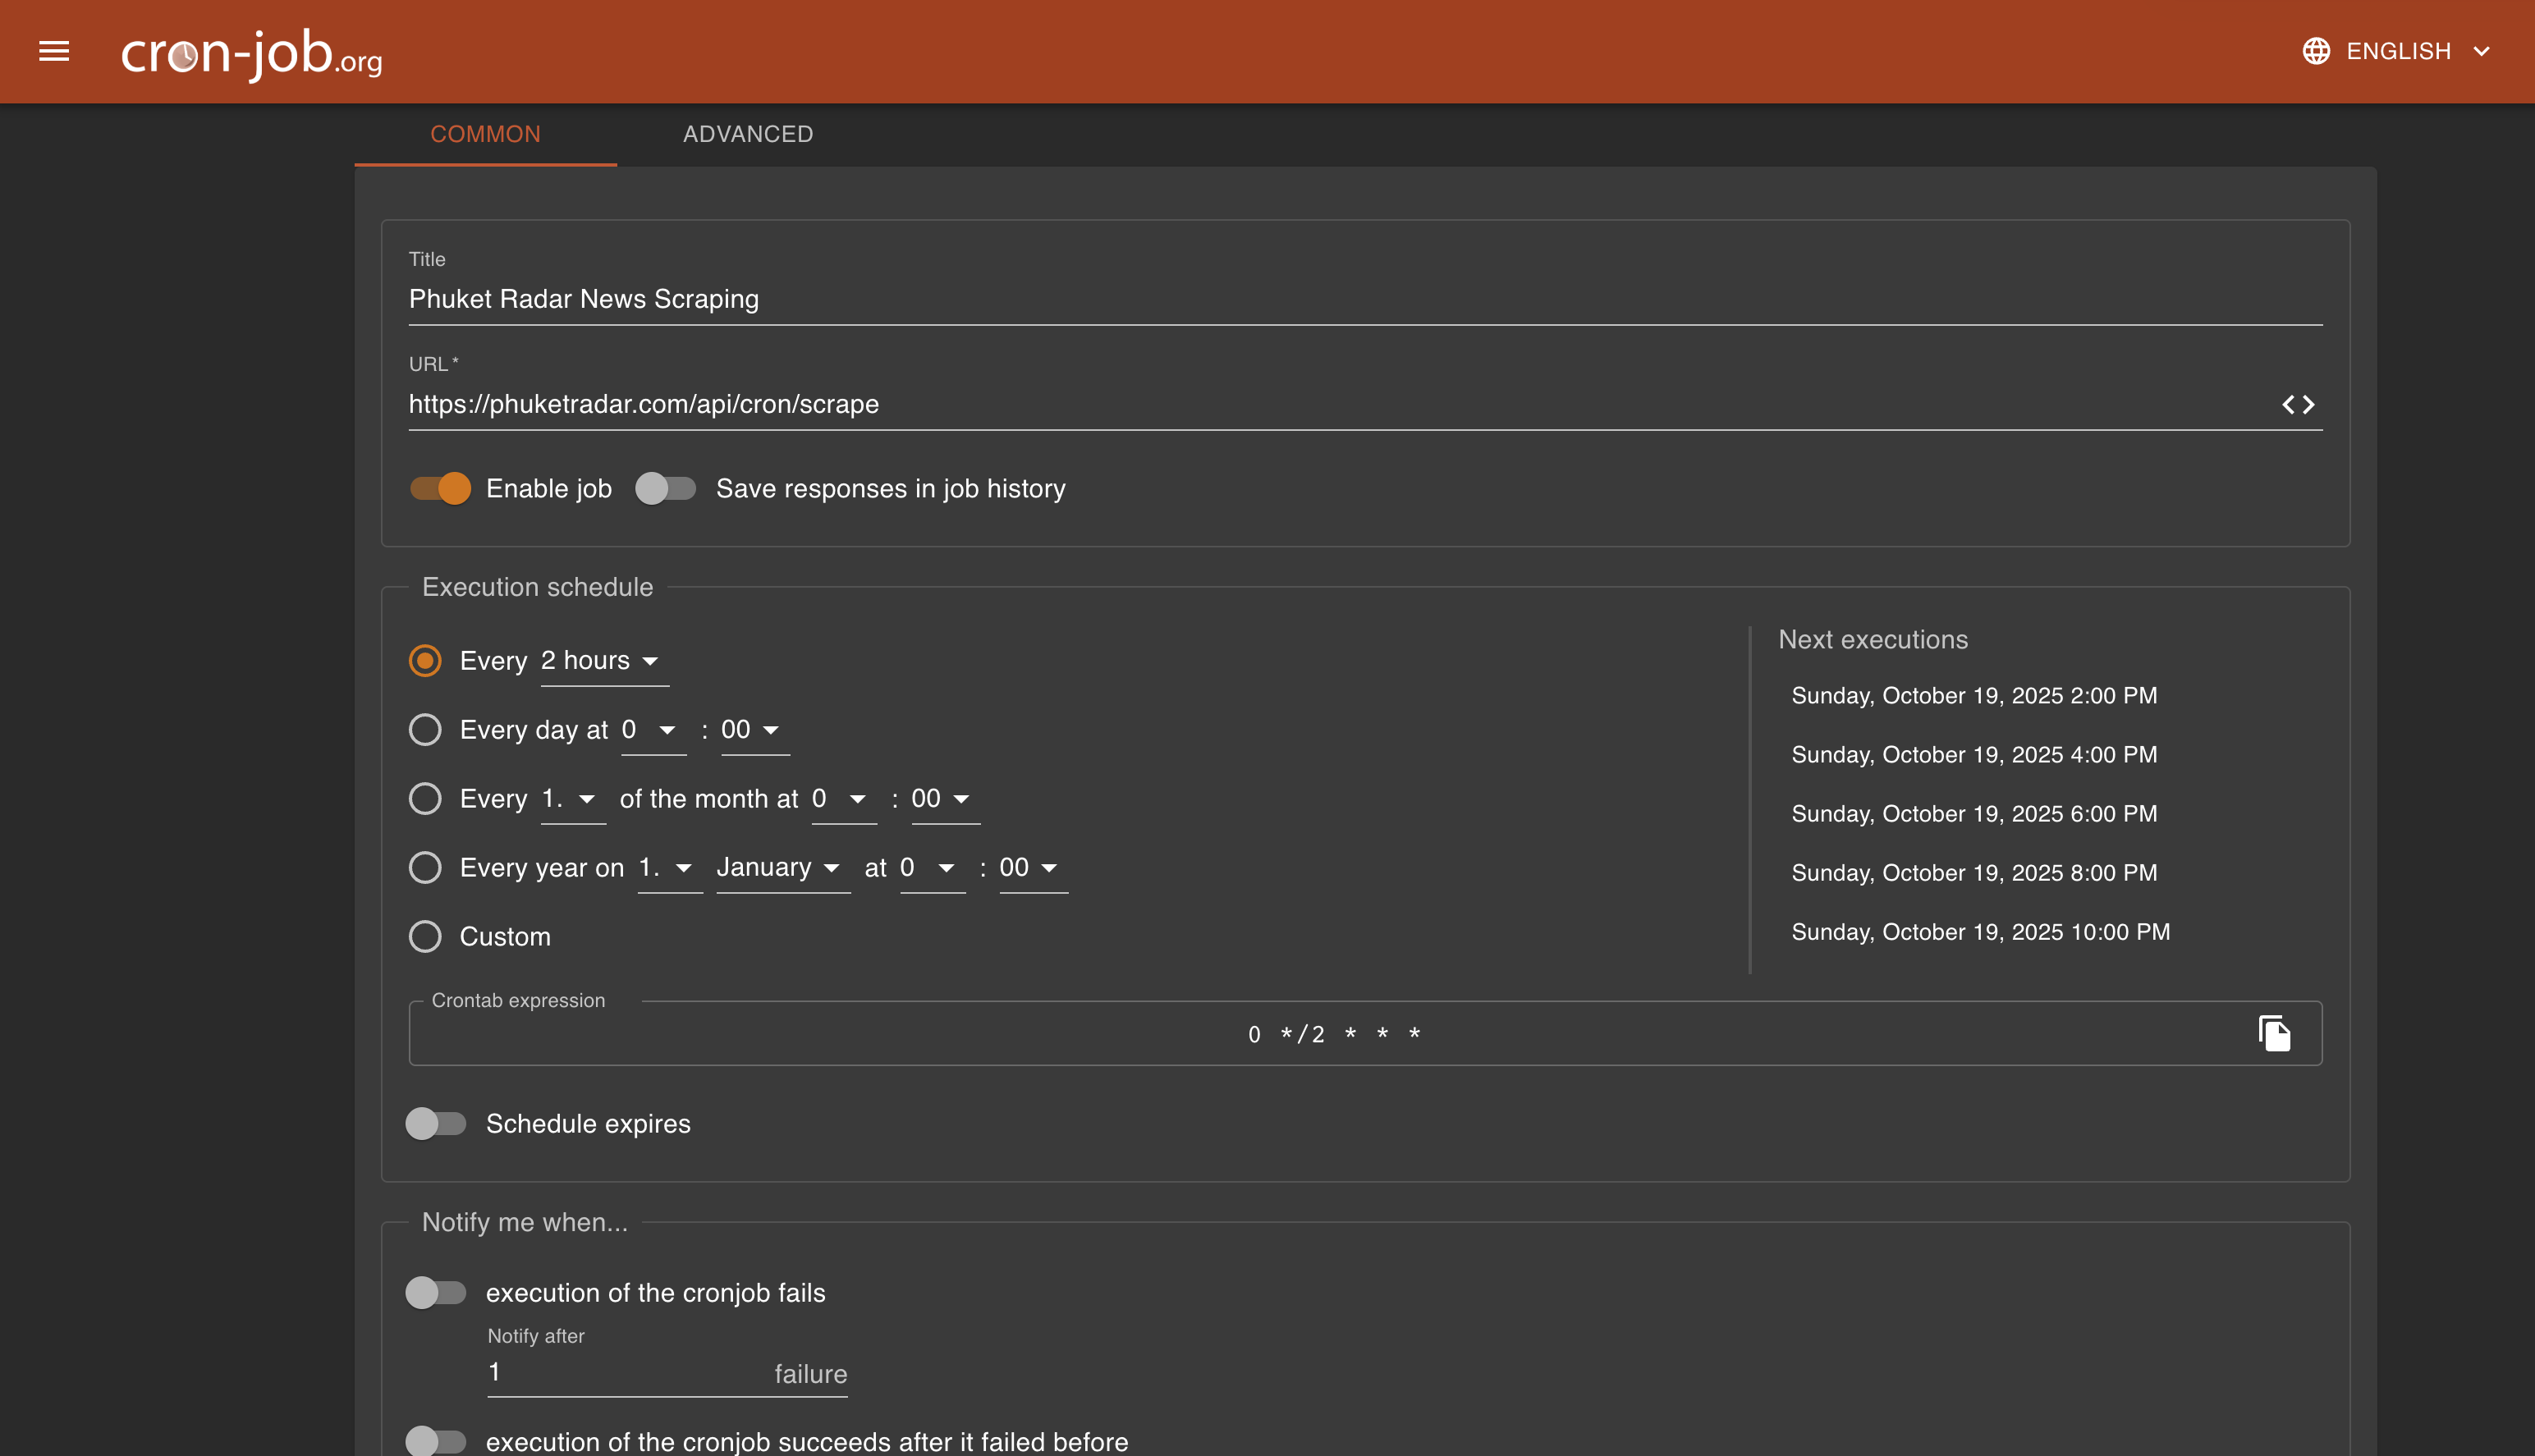 cron-job.org
ENGLISH
COMMON ADVANCED
Title
Phuket Radar News Scraping
URL *
https://phuketradar.com/api/cron/scrape
Enable job Save responses in job history
Execution schedule
Every 2 hours
Every day at 0 : 00
Every 1. of the month at 0 : 00
Every year on 1. January at 0 : 00
Custom
Next executions
Sunday, October 19, 2025 2:00 PM
Sunday, October 19, 2025 4:00 PM
Sunday, October 19, 2025 6:00 PM
Sunday, October 19, 2025 8:00 PM
Sunday, October 19, 2025 10:00 PM
Crontab expression
0 */2 * * *
Schedule expires
Notify me when...
execution of the cronjob fails
Notify after
1 failure
execution of the cronjob succeeds after it failed before